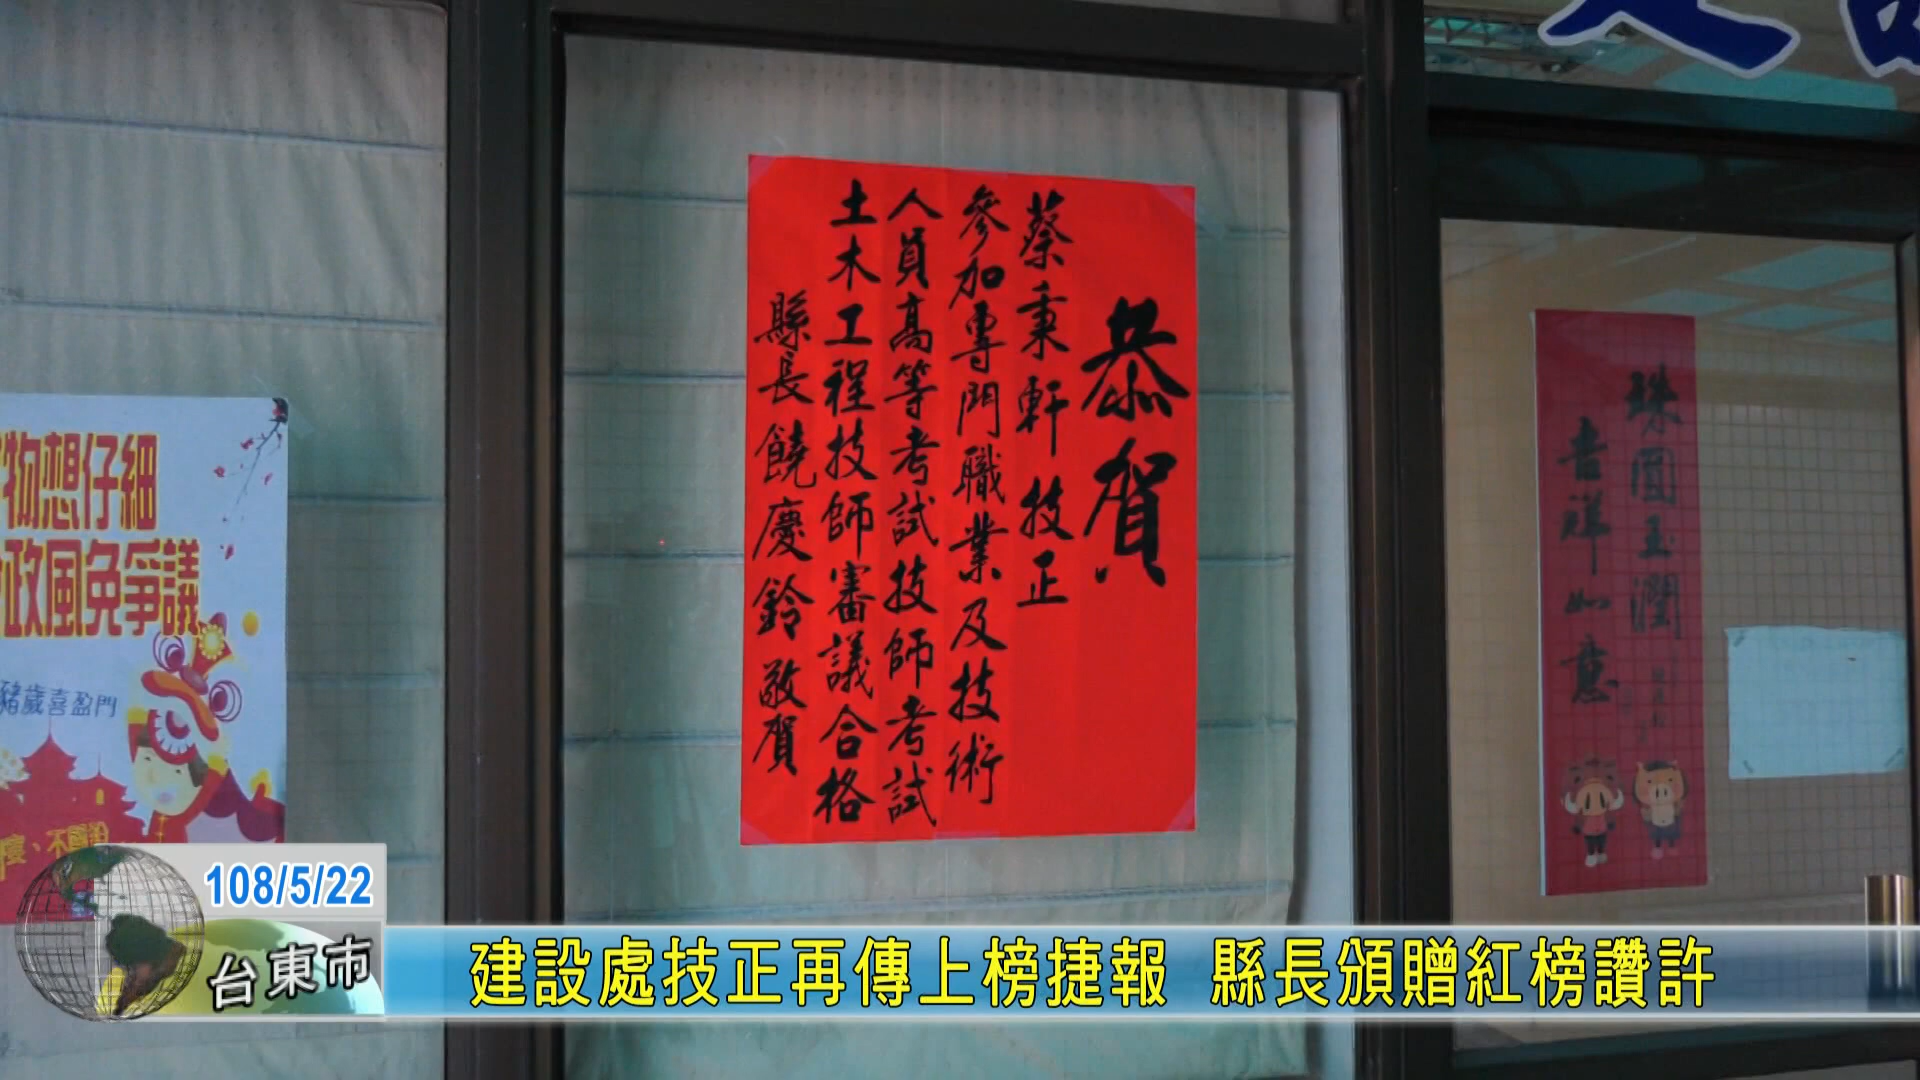 恭賀
蔡秉軒技正
參加專門職業及技術
人員高等考試技師考試
土木工程技師審議合格
縣長饒慶鈴敬賀
珠圓玉潤
吉祥如意
物想仔細
政風免爭議
豬歲喜盈門
108/5/22
台東市
建設處技正再傳上榜捷報 縣長頒贈紅榜讚許